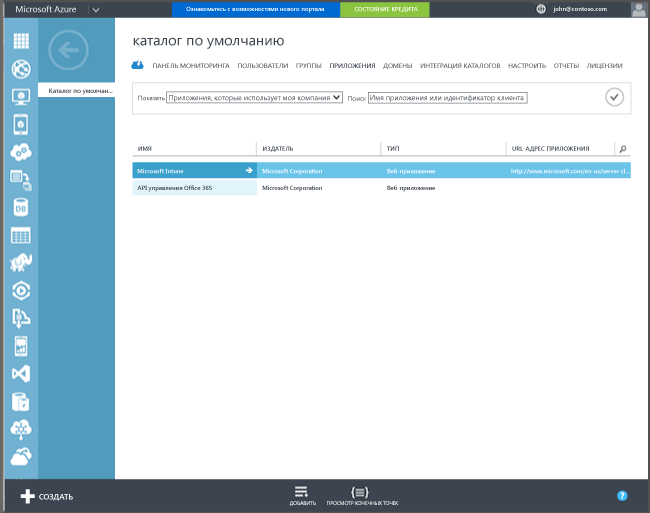 Microsoft Azure
Ознакомьтесь с возможностями нового портала
СОСТОЯНИЕ КРЕДИТА
john@contoso.com
Каталог по умолчан...
каталог по умолчанию
ПАНЕЛЬ МОНИТОРИНГА ПОЛЬЗОВАТЕЛИ ГРУППЫ ПРИЛОЖЕНИЯ ДОМЕНЫ ИНТЕГРАЦИЯ КАТАЛОГОВ НАСТРОИТЬ ОТЧЕТЫ ЛИЦЕНЗИИ
Показать Приложения, которые использует моя компания Поиск Имя приложения или идентификатор клиента
ИМЯ ИЗДАТЕЛЬ ТИП URL-АДРЕС ПРИЛОЖЕНИЯ
Microsoft Intune Microsoft Corporation Веб-приложение http://www.microsoft.com/en-us/server-cl...
API управления Office 365 Microsoft Corporation Веб-приложение
DB
СОЗДАТЬ
ДОБАВИТЬ
ПРОСМОТР КОНЕЧНЫХ ТОЧЕК
?